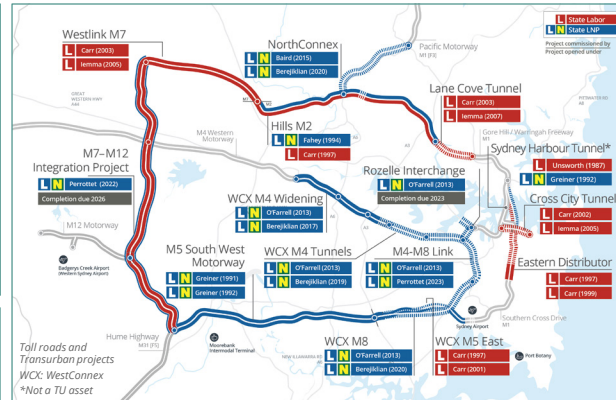 Westlink M7
L Carr (2003)
L Iemma (2005)
NorthConnex
L N Baird (2015)
L N Berejiklian (2020)
Pacific Motorway
M1 [F3]
L State Labor
L N State LNP
Project commissioned by
Project opened under
GREAT
WESTERN HWY
A44
Lane Cove Tunnel
L Carr (2003)
L Iemma (2007)
Hills M2
L N Fahey (1994)
L Carr (1997)
M4 Western
Motorway
Gore Hill / Warringah Freeway
M1
Sydney Harbour Tunnel*
L Unsworth (1987)
L N Greiner (1992)
M7–M12
Integration Project
L N Perrottet (2022)
Completion due 2026
Rozelle Interchange
L N O'Farrell (2013)
Completion due 2023
WCX M4 Widening
L N O'Farrell (2013)
L N Berejiklian (2017)
Cross City Tunnel
L Carr (2002)
L Iemma (2005)
M12 Motorway
Badgerys Creek Airport
(Western Sydney Airport)
M5 South West
Motorway
L N Greiner (1991)
L N Greiner (1992)
WCX M4 Tunnels
L N O'Farrell (2013)
L N Berejiklian (2019)
M4-M8 Link
L N O'Farrell (2013)
L N Perrottet (2023)
Eastern Distributor
L Carr (1997)
L Carr (1999)
Sydney Airport
Southern Cross Drive
M1
Hume Highway
M31 [F5]
Moorebank
Intermodal Terminal
WCX M8
L N O'Farrell (2013)
L N Berejiklian (2020)
WCX M5 East
L Carr (1997)
L Carr (2001)
Port Botany
Toll roads and
Transurban projects
WCX: WestConnex
*Not a TU asset